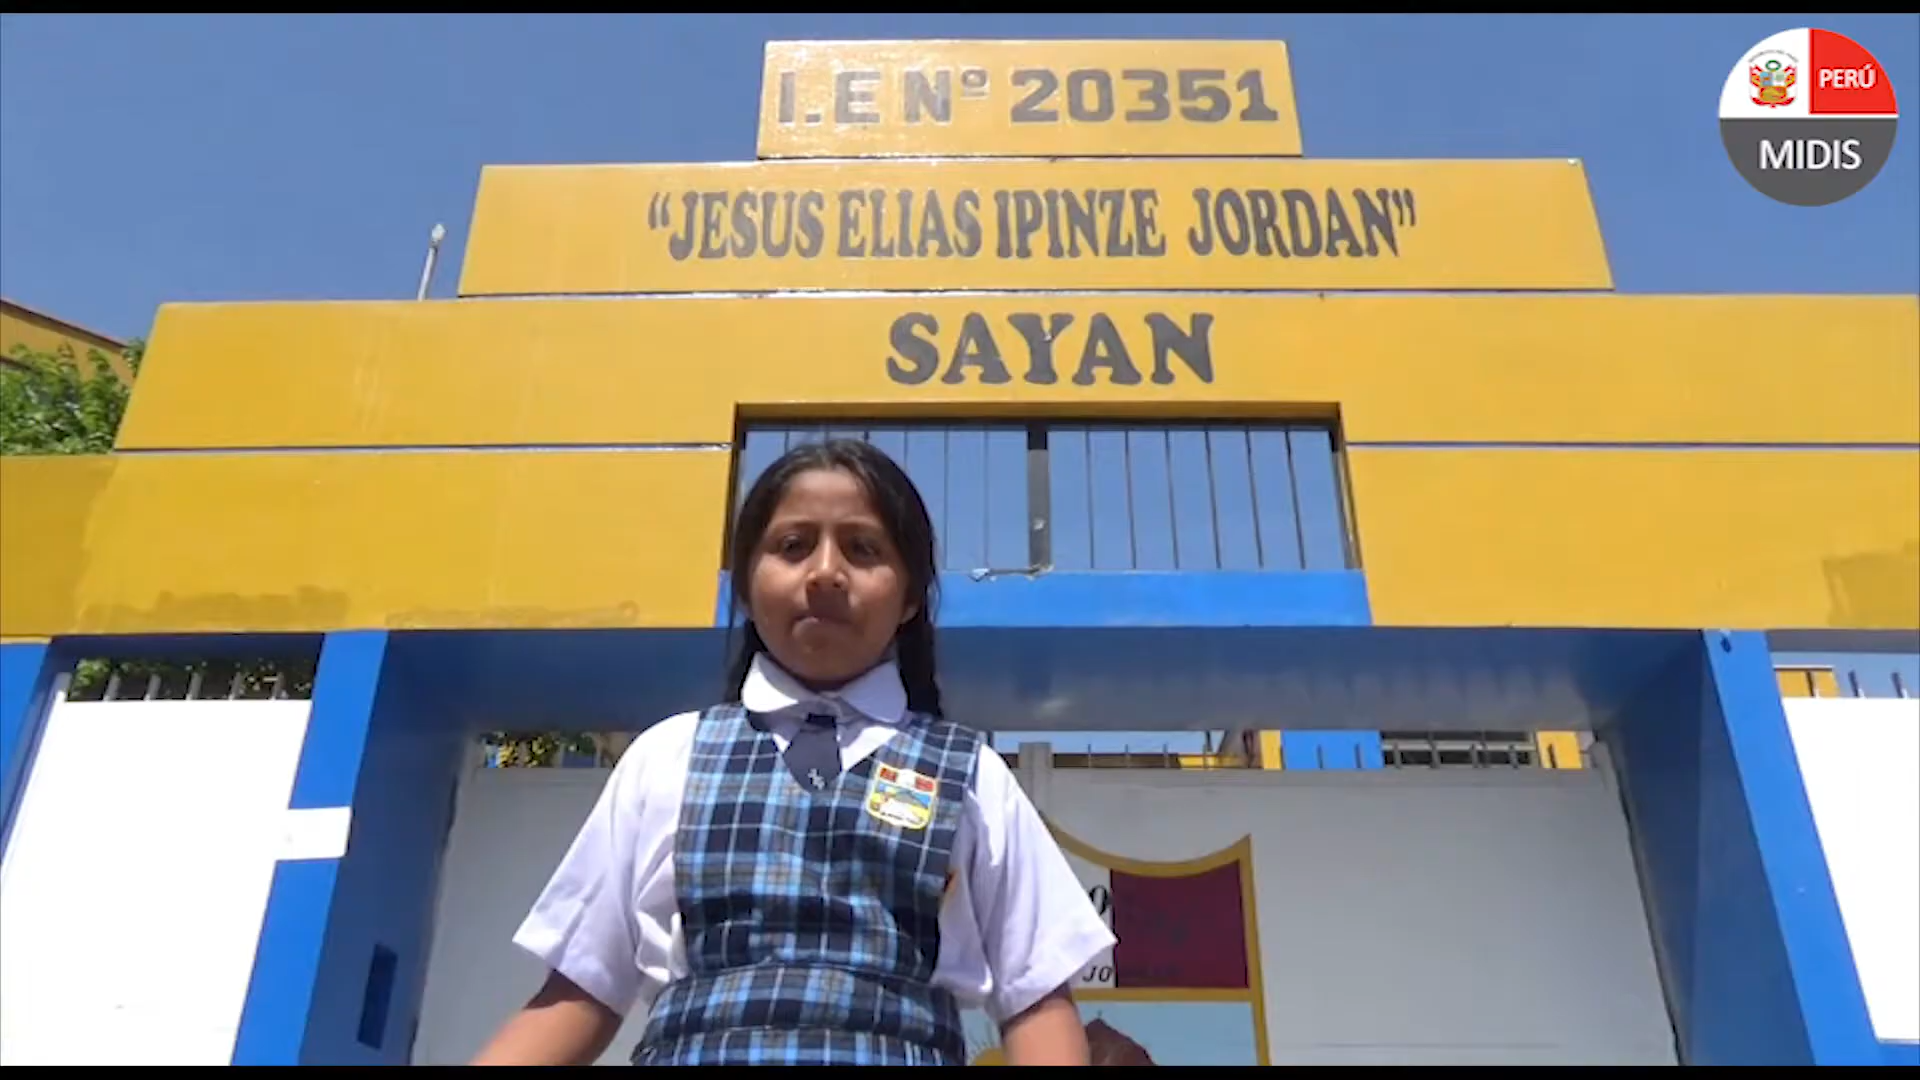 I.E Nº 20351
"JESUS ELIAS IPINZE JORDAN"
SAYAN
PERÚ
MIDIS